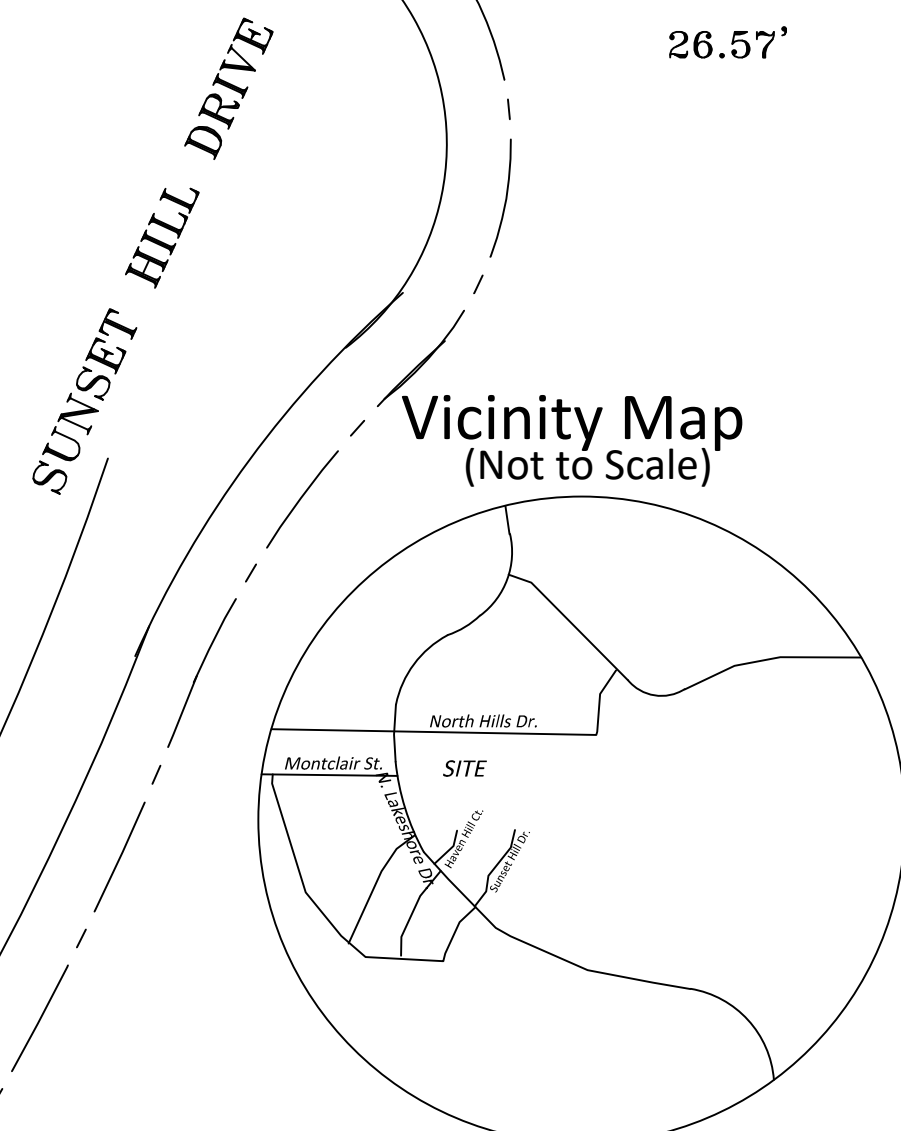 26.57’
SUNSET HILL DRIVE
Vicinity Map
(Not to Scale)
North Hills Dr.
Montclair St.
SITE
N. Lakeshore Dr.
Haven Hill Ct.
Sunset Hill Dr.